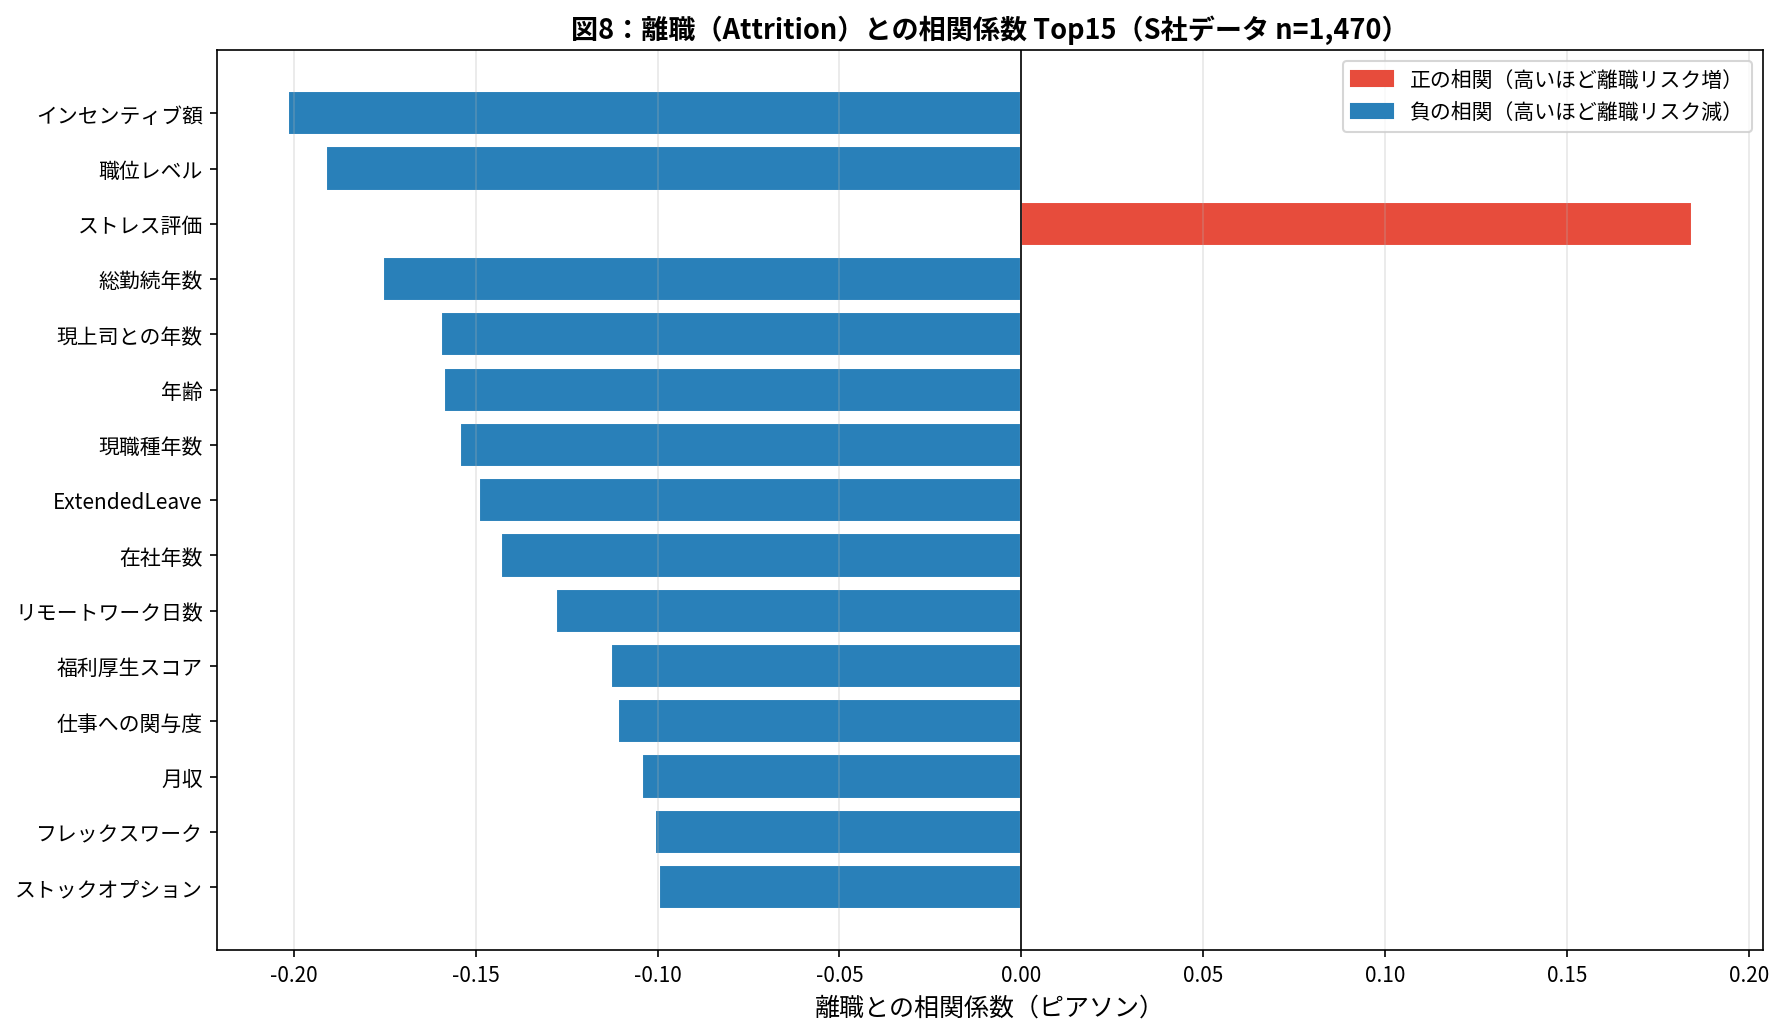 図8：離職（Attrition）との相関係数 Top15（S社データ n=1,470）
正の相関（高いほど離職リスク増）
負の相関（高いほど離職リスク減）
インセンティブ額
職位レベル
ストレス評価
総勤続年数
現上司との年数
年齢
現職種年数
ExtendedLeave
在社年数
リモートワーク日数
福利厚生スコア
仕事への関与度
月収
フレックスワーク
ストックオプション
-0.20 -0.15 -0.10 -0.05 0.00 0.05 0.10 0.15 0.20
離職との相関係数（ピアソン）